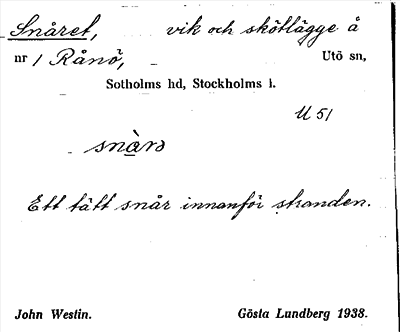 Snåret, vik och skötlägge å
nr 1 Rånö, Utö sn,
Sotholms hd, Stockholms l.
U 51
Ett tätt snår innanför stranden.
John Westin. Gösta Lundberg 1938.